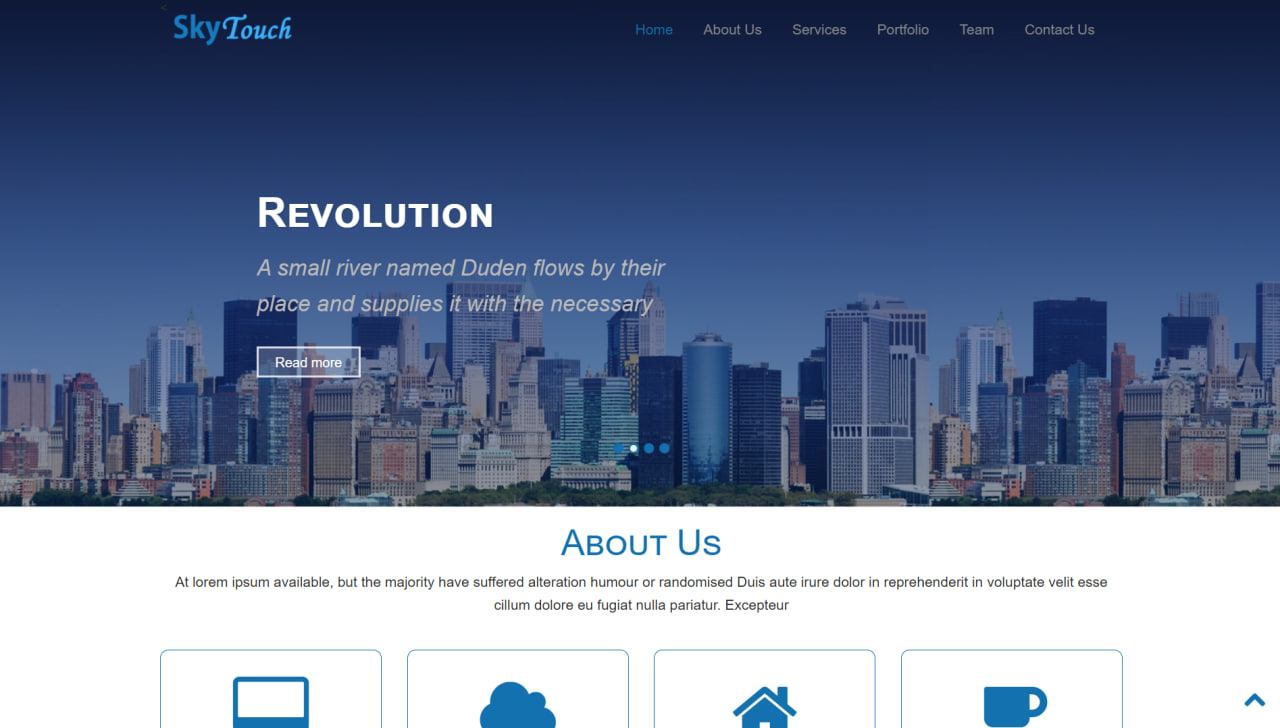 <
SkyTouch
Home About Us Services Portfolio Team Contact Us
Revolution
A small river named Duden flows by their
place and supplies it with the necessary
Read more
About Us
At lorem ipsum available, but the majority have suffered alteration humour or randomised Duis aute irure dolor in reprehenderit in voluptate velit esse
cillum dolore eu fugiat nulla pariatur. Excepteur